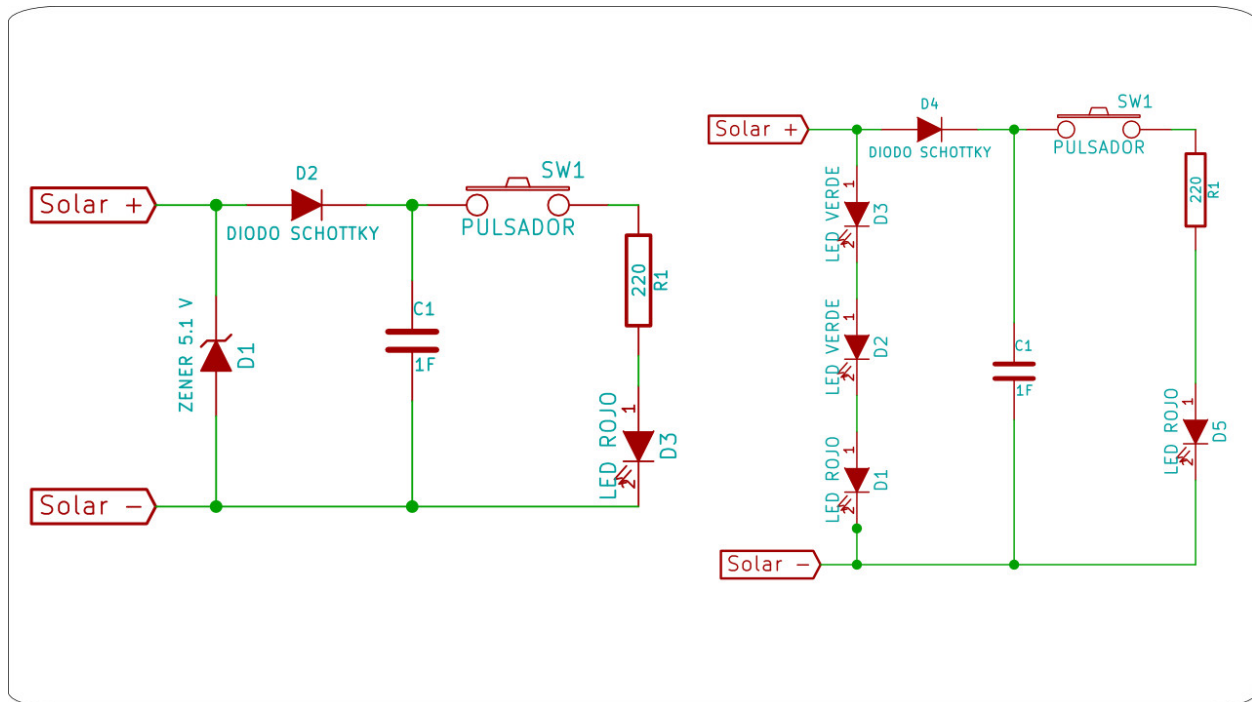 D2
SW1
Solar +
DIODO SCHOTTKY
PULSADOR
ZENER 5.1 V
D1
C1
1F
220
R1
LED ROJO
1
2
D3
Solar -
D4
SW1
Solar +
DIODO SCHOTTKY
PULSADOR
LED VERDE
1
2
D3
220
R1
LED VERDE
1
2
D2
C1
1F
LED ROJO
1
2
D1
LED ROJO
1
2
D5
Solar -